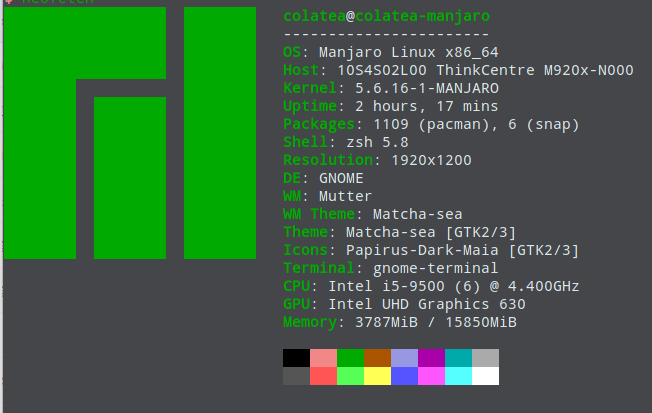 colatea@colatea-manjaro
-----------------------
OS: Manjaro Linux x86_64
Host: 10S4S02L00 ThinkCentre M920x-N000
Kernel: 5.6.16-1-MANJARO
Uptime: 2 hours, 17 mins
Packages: 1109 (pacman), 6 (snap)
Shell: zsh 5.8
Resolution: 1920x1200
DE: GNOME
WM: Mutter
WM Theme: Matcha-sea
Theme: Matcha-sea [GTK2/3]
Icons: Papirus-Dark-Maia [GTK2/3]
Terminal: gnome-terminal
CPU: Intel i5-9500 (6) @ 4.400GHz
GPU: Intel UHD Graphics 630
Memory: 3787MiB / 15850MiB